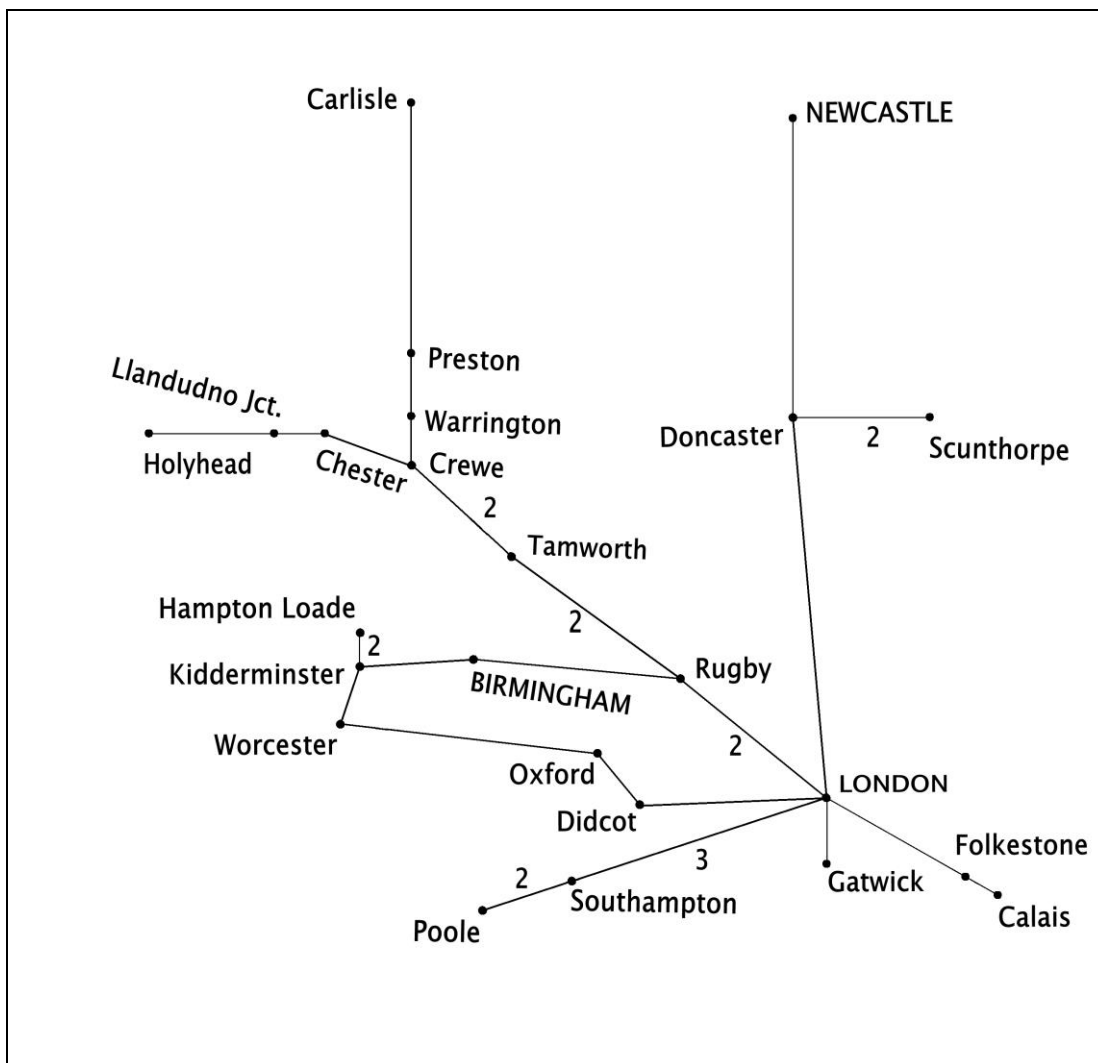 Carlisle
NEWCASTLE
Preston
Llandudno Jct.
Warrington
Doncaster
2
Scunthorpe
Holyhead
Chester
Crewe
2
Tamworth
Hampton Loade
2
2
Kidderminster
Rugby
BIRMINGHAM
Worcester
2
Oxford
LONDON
Didcot
Folkestone
3
2
Gatwick
Southampton
Calais
Poole